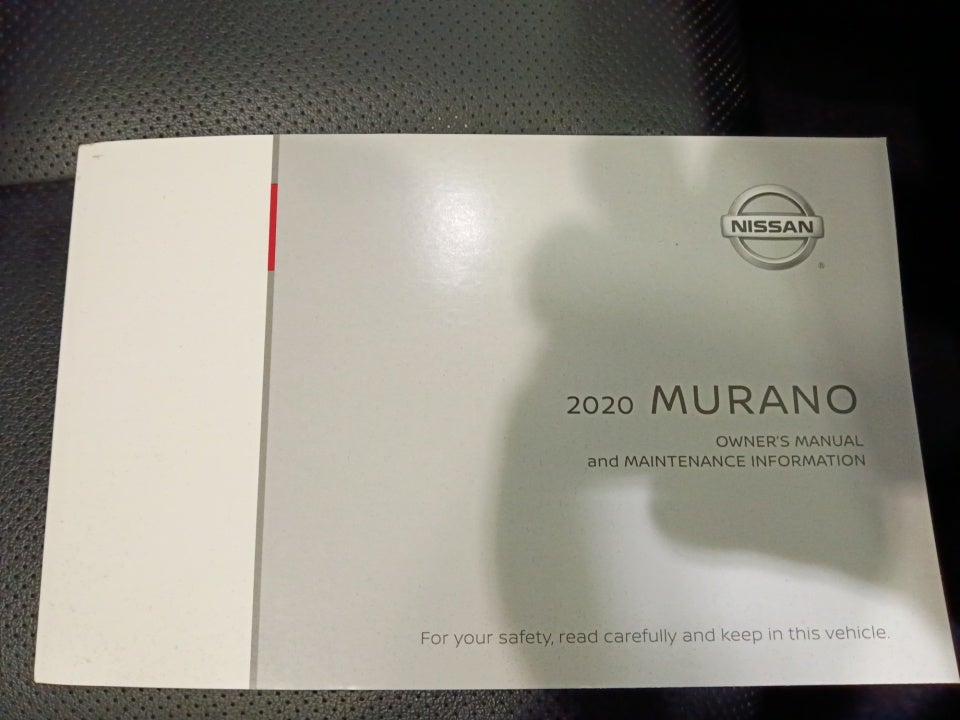 NISSAN
®
2020 MURANO
OWNER'S MANUAL
and MAINTENANCE INFORMATION
For your safety, read carefully and keep in this vehicle.